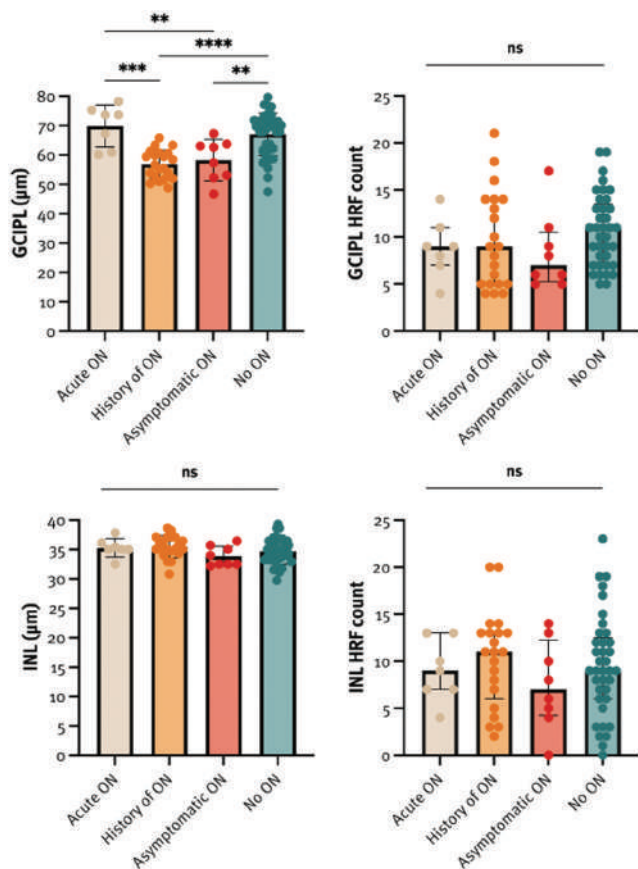 **
****
***
**
GCIPL (µm)
80
70
60
50
40
30
20
10
0
Acute ON
History of ON
Asymptomatic ON
No ON
ns
GCIPL HRF count
25
20
15
10
5
0
Acute ON
History of ON
Asymptomatic ON
No ON
ns
INL (µm)
40
35
30
25
20
15
10
5
0
Acute ON
History of ON
Asymptomatic ON
No ON
ns
INL HRF count
25
20
15
10
5
0
Acute ON
History of ON
Asymptomatic ON
No ON